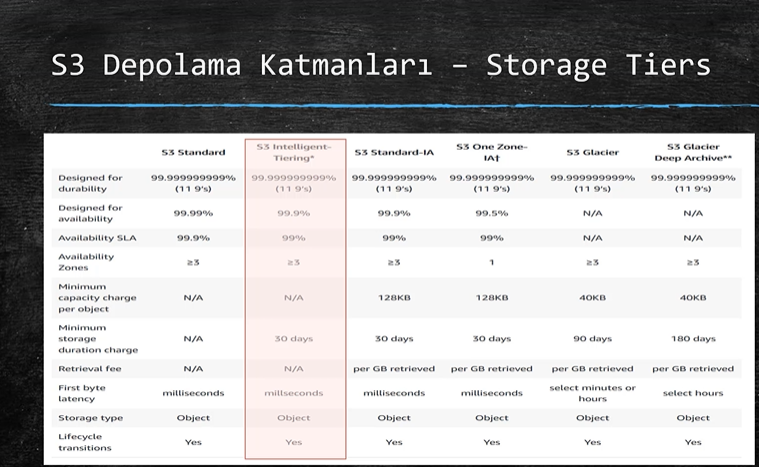 S3 Depolama Katmanları – Storage Tiers
S3 Standard
S3 Intelligent-
Tiering*
S3 Standard-IA
S3 One Zone-
IA†
S3 Glacier
S3 Glacier
Deep Archive**
Designed for
durability
99.999999999%
(11 9's)
99.999999999%
(11 9's)
99.999999999%
(11 9's)
99.999999999%
(11 9's)
99.999999999%
(11 9's)
99.999999999%
(11 9's)
Designed for
availability
99.99%
99.9%
99.9%
99.5%
N/A
N/A
Availability SLA
99.9%
99%
99%
99%
N/A
N/A
Availability
Zones
≥3
≥3
≥3
1
≥3
≥3
Minimum
capacity charge
per object
N/A
N/A
128KB
128KB
40KB
40KB
Minimum
storage
duration charge
N/A
30 days
30 days
30 days
90 days
180 days
Retrieval fee
N/A
N/A
per GB retrieved
per GB retrieved
per GB retrieved
per GB retrieved
First byte
latency
milliseconds
millseconds
milliseconds
milliseconds
select minutes or
hours
select hours
Storage type
Object
Object
Object
Object
Object
Object
Lifecycle
transitions
Yes
Yes
Yes
Yes
Yes
Yes